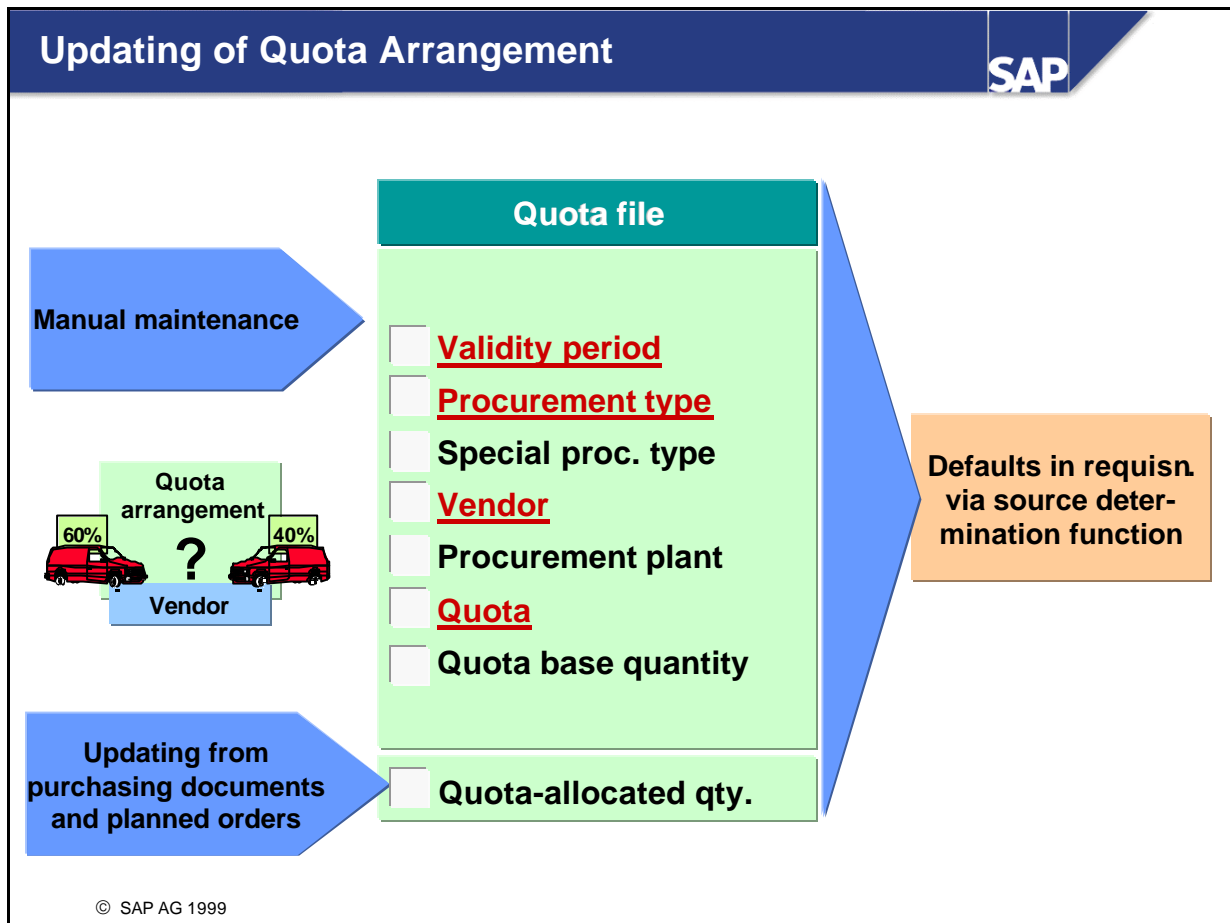 Updating of Quota Arrangement
SAP
Quota file
Manual maintenance
Validity period
Procurement type
Special proc. type
Vendor
Procurement plant
Quota
Quota base quantity
Quota
arrangement
60%
?
40%
Vendor
Defaults in requisn.
via source deter-
mination function
Updating from
purchasing documents
and planned orders
Quota-allocated qty.
© SAP AG 1999